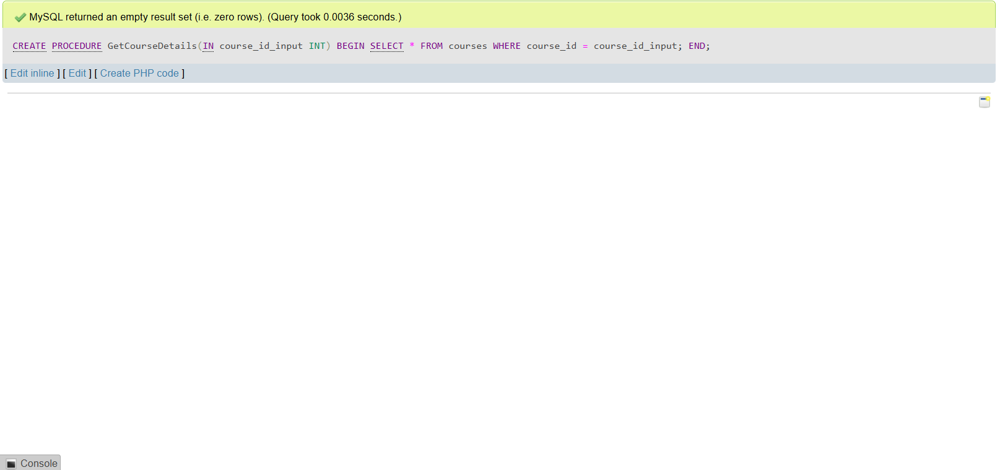 MySQL returned an empty result set (i.e. zero rows). (Query took 0.0036 seconds.)
CREATE PROCEDURE GetCourseDetails(IN course_id_input INT) BEGIN SELECT * FROM courses WHERE course_id = course_id_input; END;
[ Edit inline ] [ Edit ] [ Create PHP code ]
Console